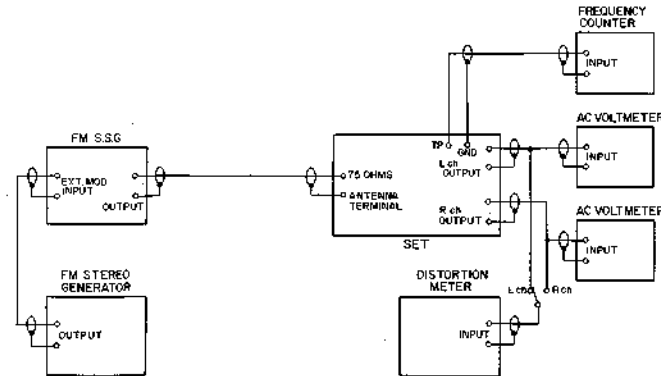 FREQUENCY
COUNTER
INPUT
FM S.S.G
EXT. MOD
INPUT
OUTPUT
75 OHMS
ANTENNA
TERMINAL
TP
GND
L ch
OUTPUT
R ch
OUTPUT
SET
AC VOLTMETER
INPUT
AC VOLTMETER
INPUT
FM STEREO
GENERATOR
OUTPUT
DISTORTION
METER
INPUT
L ch
R ch